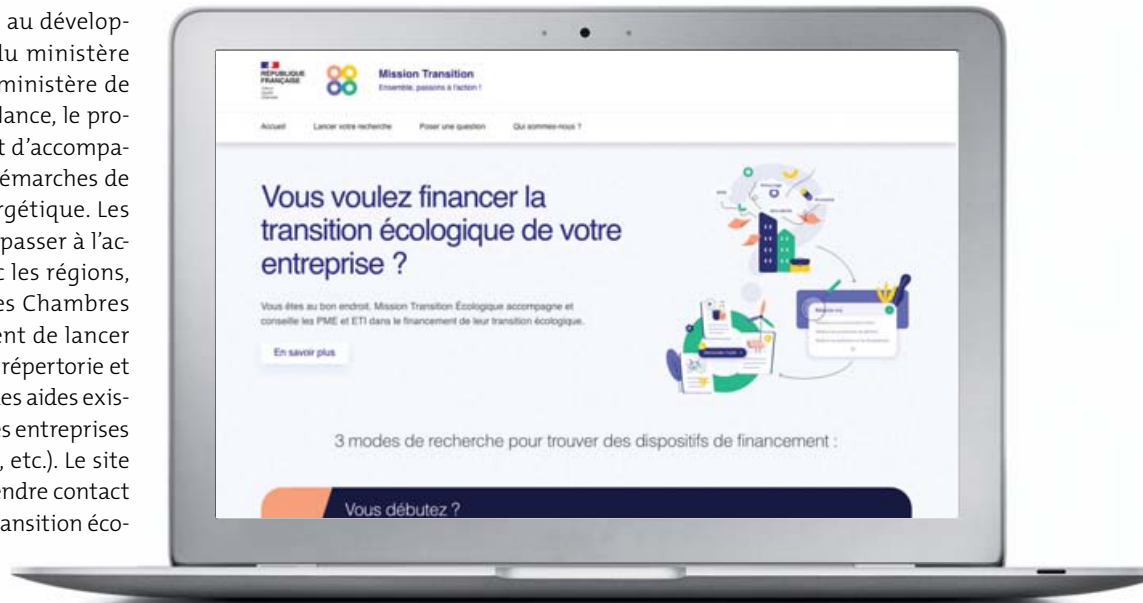 au dévelop-
du ministère
ministère de
lance, le pro-
t d'accompa-
émarches de
rgétique. Les
passer à l'ac-
c les régions,
es Chambres
ent de lancer
répertorie et
les aides exis-
es entreprises
, etc.). Le site
endre contact
ansition éco-
RÉPUBLIQUE
FRANÇAISE
Mission Transition
Ensemble, passons à l'action !
Accueil Lancer votre recherche Poser une question Qui sommes-nous ?
Vous voulez financer la
transition écologique de votre
entreprise ?
Vous êtes au bon endroit. Mission Transition Écologique accompagne et
conseille les PME et ETI dans le financement de leur transition écologique.
En savoir plus
3 modes de recherche pour trouver des dispositifs de financement :
Vous débutez ?